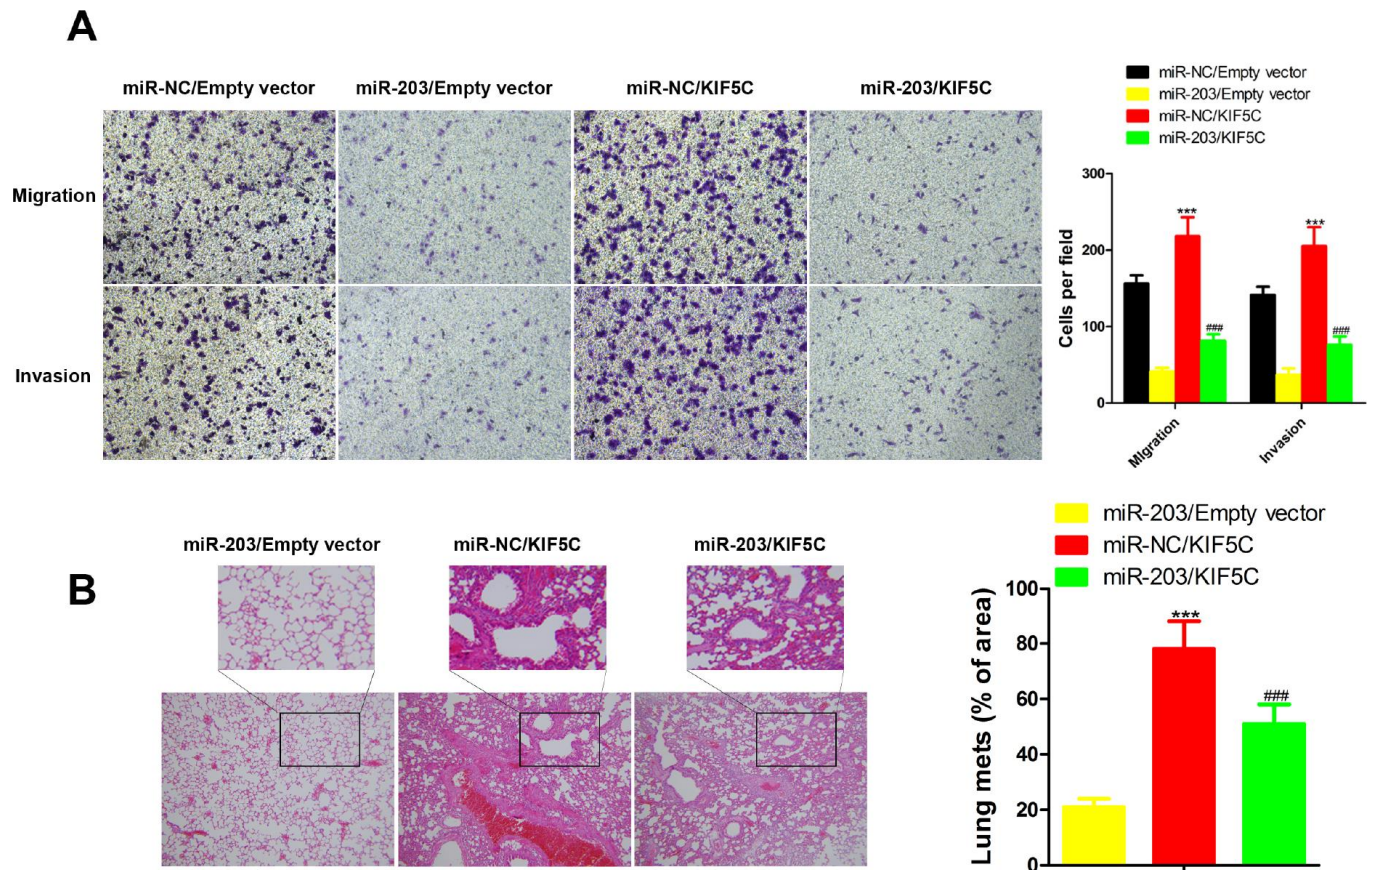 A
miR-NC/Empty vector miR-203/Empty vector miR-NC/KIF5C miR-203/KIF5C
Migration
Invasion
miR-NC/Empty vector
miR-203/Empty vector
miR-NC/KIF5C
miR-203/KIF5C
Cells per field
300
200
100
0
***
###
***
###
MIgration
Invasion
B
miR-203/Empty vector miR-NC/KIF5C miR-203/KIF5C
miR-203/Empty vector
miR-NC/KIF5C
miR-203/KIF5C
Lung mets (% of area)
100
80
60
40
20
0
***
###